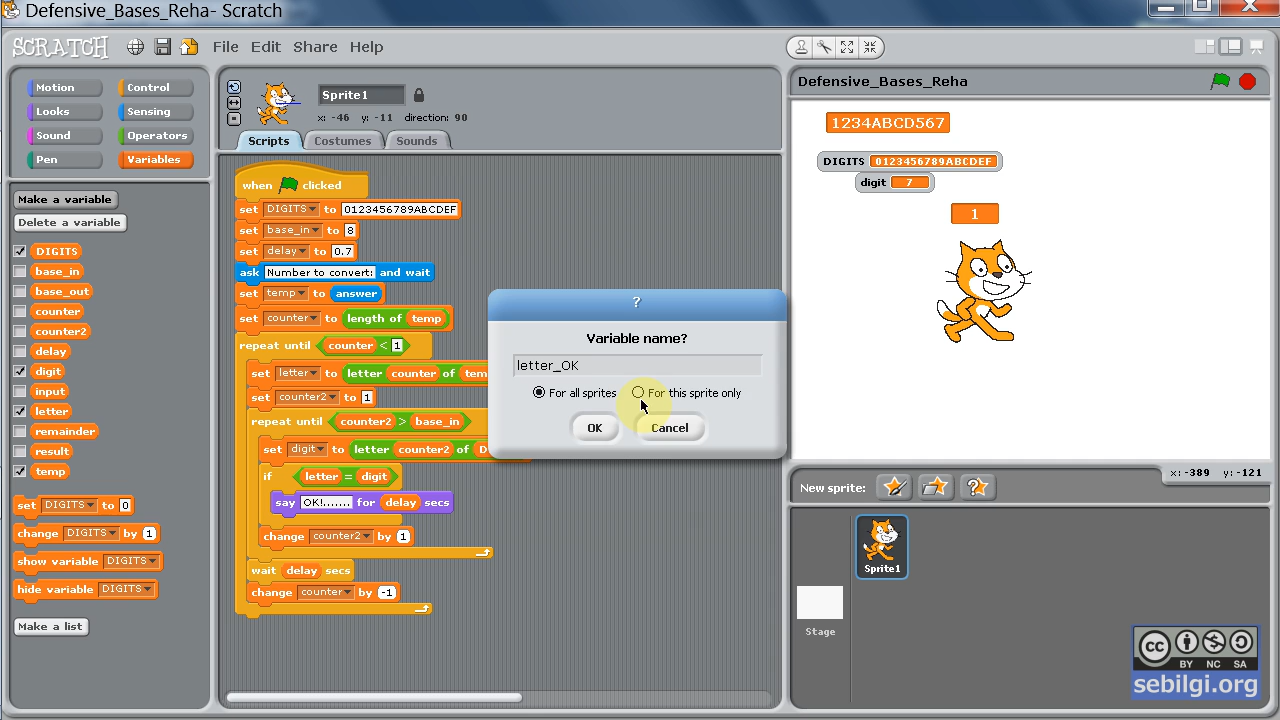 Defensive_Bases_Reha- Scratch
SCRATCH File Edit Share Help
Motion Control
Looks Sensing
Sound Operators
Pen Variables
Make a variable
Delete a variable
DIGITS
base_in
base_out
counter
counter2
delay
digit
input
letter
remainder
result
temp
set DIGITS to 0
change DIGITS by 1
show variable DIGITS
hide variable DIGITS
Make a list
Sprite1
x: -46 y: -11 direction: 90
Scripts Costumes Sounds
when clicked
set DIGITS to 0123456789ABCDEF
set base_in to 8
set delay to 0.7
ask Number to convert: and wait
set temp to answer
set counter to length of temp
repeat until counter < 1
set letter to letter counter of tem
set counter2 to 1
repeat until counter2 > base_in
set digit to letter counter2 of D
if letter = digit
say OK!....... for delay secs
change counter2 by 1
wait delay secs
change counter by -1
?
Variable name?
letter_OK
For all sprites For this sprite only
OK Cancel
Defensive_Bases_Reha
1234ABCD567
DIGITS 0123456789ABCDEF
digit 7
1
x: -389 y: -121
New sprite:
Sprite1
Stage
cc BY NC SA
sebilgi.org